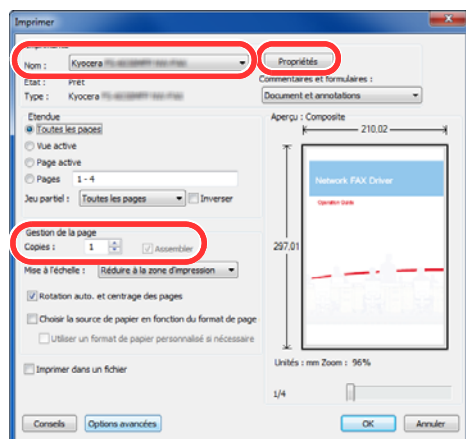 Imprimer
Imprimante
Nom : Kyocera
Propriétés
État : Prêt
Commentaires et formulaires :
Type : Kyocera
Document et annotations
Etendue
Toutes les pages
Vue active
Page active
Pages 1 - 4
Jeu partiel : Toutes les pages Inverser
Aperçu : Composite
210,02
297,01
Network FAX Driver
Operation Guide
Gestion de la page
Copies : 1 Assembler
Mise à l'échelle : Réduire à la zone d'impression
Rotation auto. et centrage des pages
Choisir la source de papier en fonction du format de page
Utiliser un format de papier personnalisé si nécessaire
Imprimer dans un fichier
Unités : mm Zoom : 96%
1/4
Conseils Options avancées OK Annuler